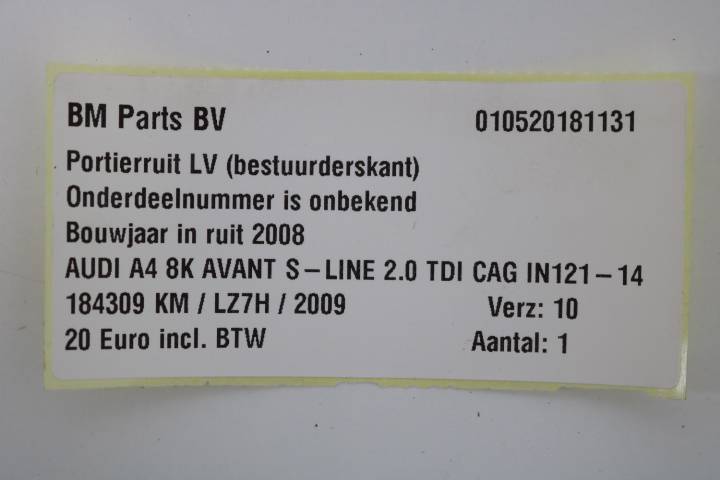 BM Parts BV 010520181131
Portierruit LV (bestuurderskant)
Onderdeelnummer is onbekend
Bouwjaar in ruit 2008
AUDI A4 8K AVANT S-LINE 2.0 TDI CAG IN121-14
184309 KM / LZ7H / 2009 Verz: 10
20 Euro incl. BTW Aantal: 1